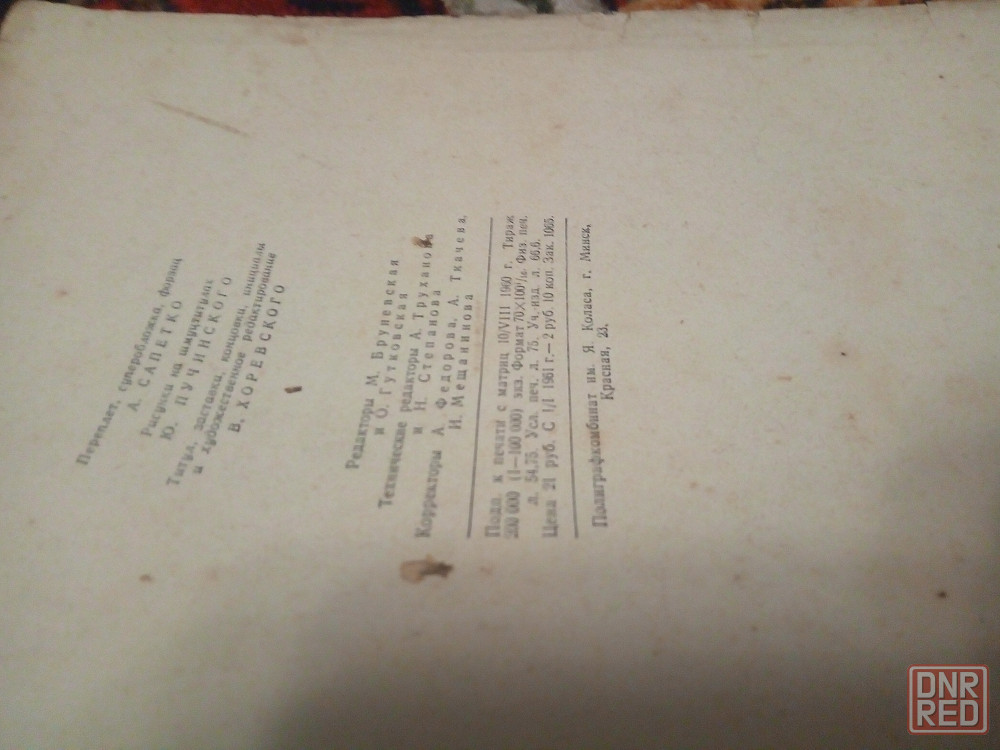 Переплет, суперобложка, форзац
А. САПЕТКО
Рисунки на шмуцтитулах
Ю. ПУЧИНСКОГО
Титул, заставки, концовки, инициалы
и художественное редактирование
В. ХОРЕВСКОГО
Редакторы М. Бруневская
и О. Гутковская
Технические редакторы А. Труханова
и Н. Степанова
Корректоры А. Федорова, А. Ткачева,
Н. Мещанинова
Подп. к печати с матриц 10/VIII 1960 г. Тираж
200 000 (1—100 000) экз. Формат 70×100¹/₁₆. Физ. печ.
л. 54,75. Усл. печ. л. 75. Уч.-изд. л. 66,6.
Цена 21 руб. С 1/I 1961 г.— 2 руб. 10 коп. Зак. 1065.
Полиграфкомбинат им. Я. Коласа, г. Минск,
Красная, 23.
DNR
RED